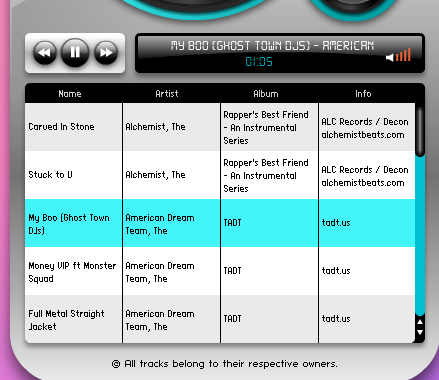 MY BOO (GHOST TOWN DJS) - AMERICAN
01:05
Name Artist Album Info
Carved In Stone Alchemist, The Rapper's Best Friend - An Instrumental Series ALC Records / Decon alchemistbeats.com
Stuck to U Alchemist, The Rapper's Best Friend - An Instrumental Series ALC Records / Decon alchemistbeats.com
My Boo (Ghost Town DJs) American Dream Team, The TADT tadt.us
Money VIP ft Monster Squad American Dream Team, The TADT tadt.us
Full Metal Straight Jacket American Dream Team, The TADT tadt.us
© All tracks belong to their respective owners.